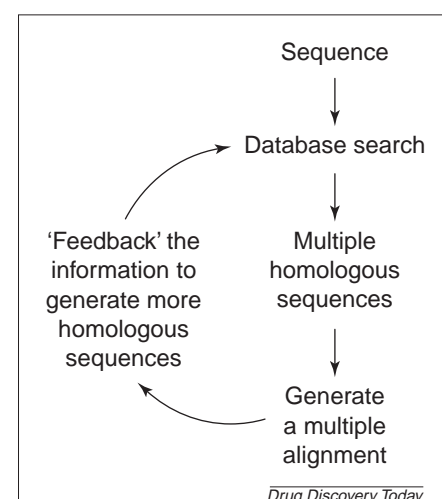 Sequence
Database search
Multiple
homologous
sequences
Generate
a multiple
alignment
‘Feedback’ the
information to
generate more
homologous
sequences
Drug Discovery Today